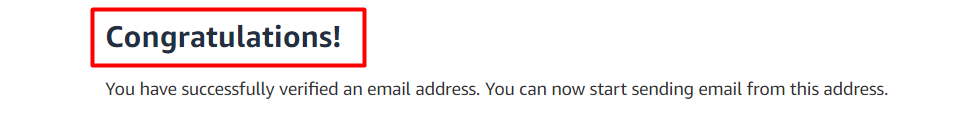 Congratulations!
You have successfully verified an email address. You can now start sending email from this address.